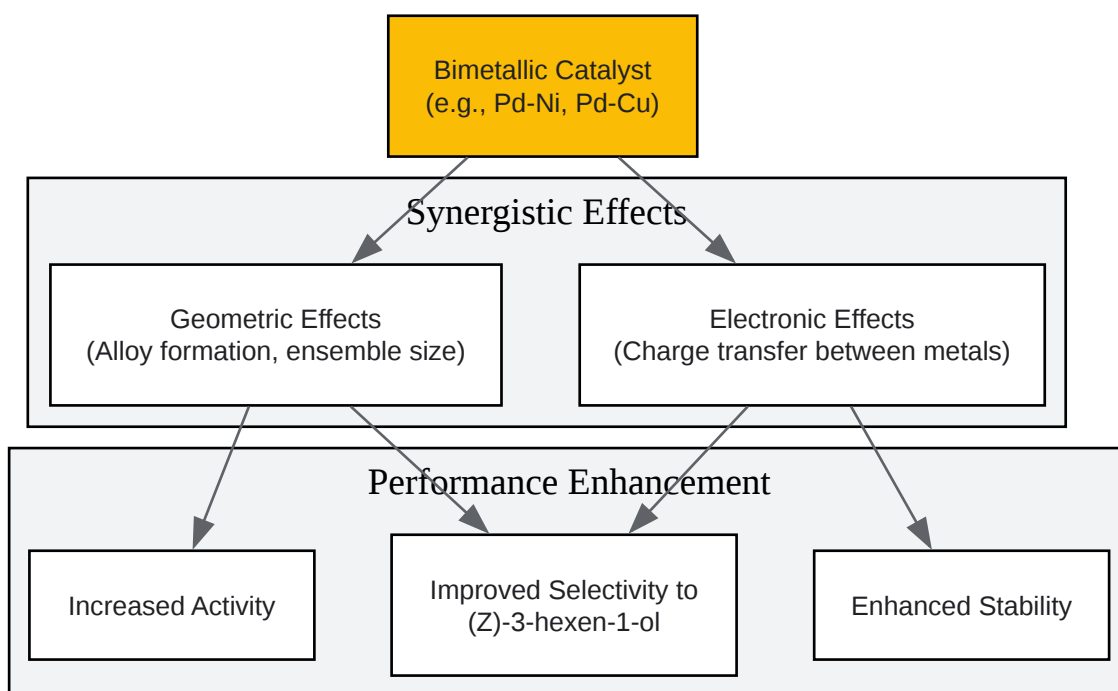 Bimetallic Catalyst
(e.g., Pd-Ni, Pd-Cu)
Synergistic Effects
Geometric Effects
(Alloy formation, ensemble size)
Electronic Effects
(Charge transfer between metals)
Performance Enhancement
Increased Activity
Improved Selectivity to
(Z)-3-hexen-1-ol
Enhanced Stability